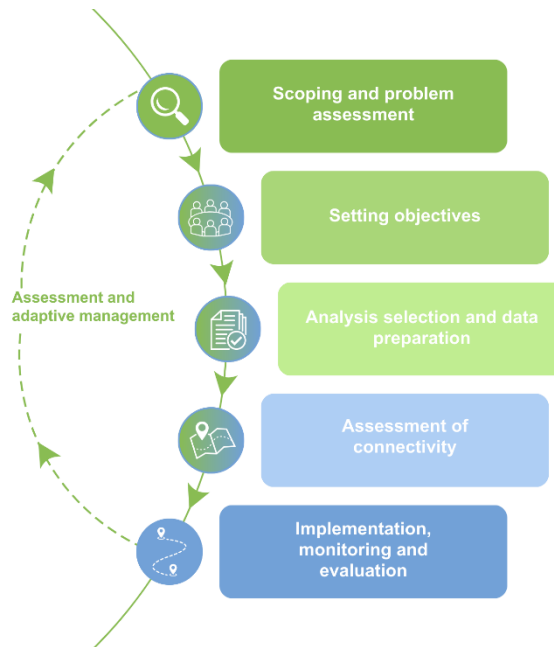 Scoping and problem
assessment
Setting objectives
Assessment and
adaptive management
Analysis selection and data
preparation
Assessment of
connectivity
Implementation,
monitoring and
evaluation